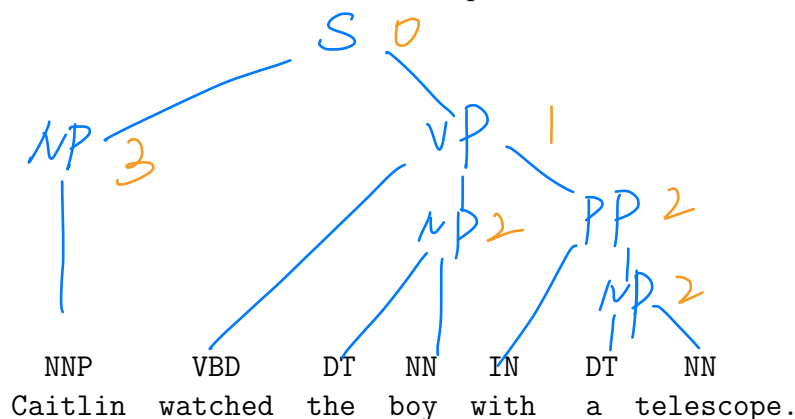 S 0
NP 3 VP 1
NP 2 PP 2
NP 2
NNP VBD DT NN IN DT NN
Caitlin watched the boy with a telescope.